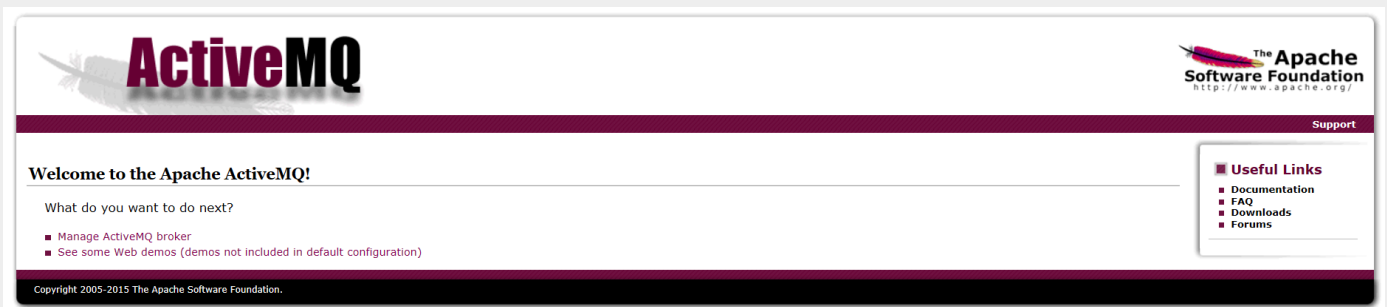 ActiveMQ
The Apache
Software Foundation
http://www.apache.org/
Support
Welcome to the Apache ActiveMQ!
What do you want to do next?
Manage ActiveMQ broker
See some Web demos (demos not included in default configuration)
Useful Links
Documentation
FAQ
Downloads
Forums
Copyright 2005-2015 The Apache Software Foundation.